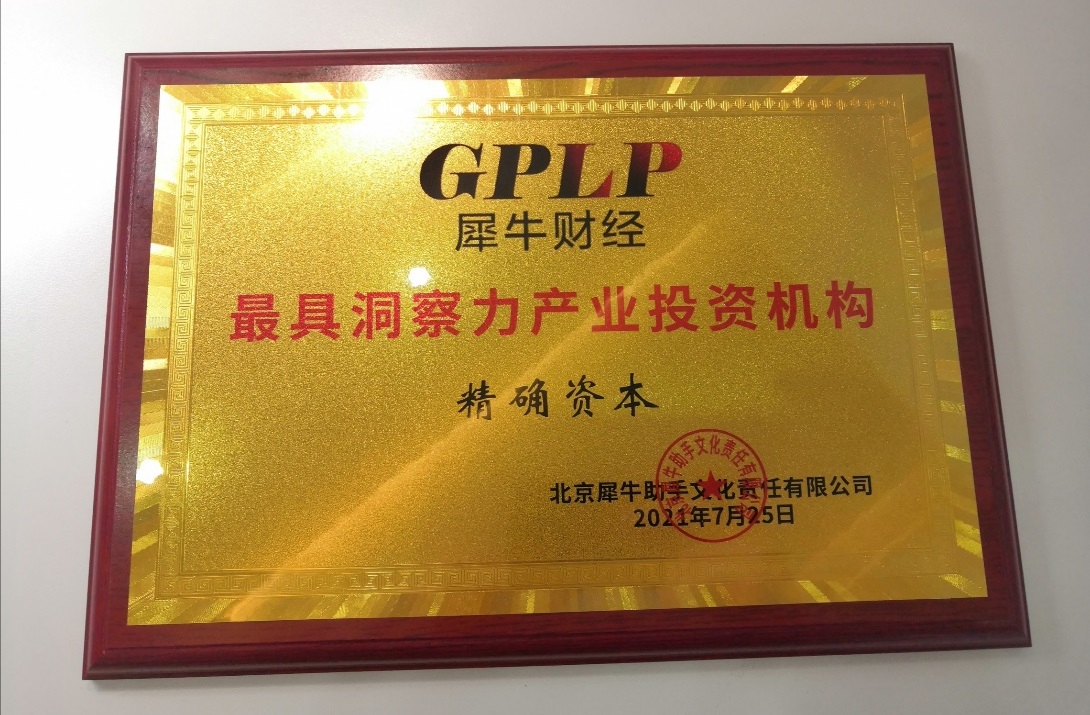 GPLP
犀牛财经
最具洞察力产业投资机构
精确资本
北京犀牛助手文化责任有限公司
2021年7月25日